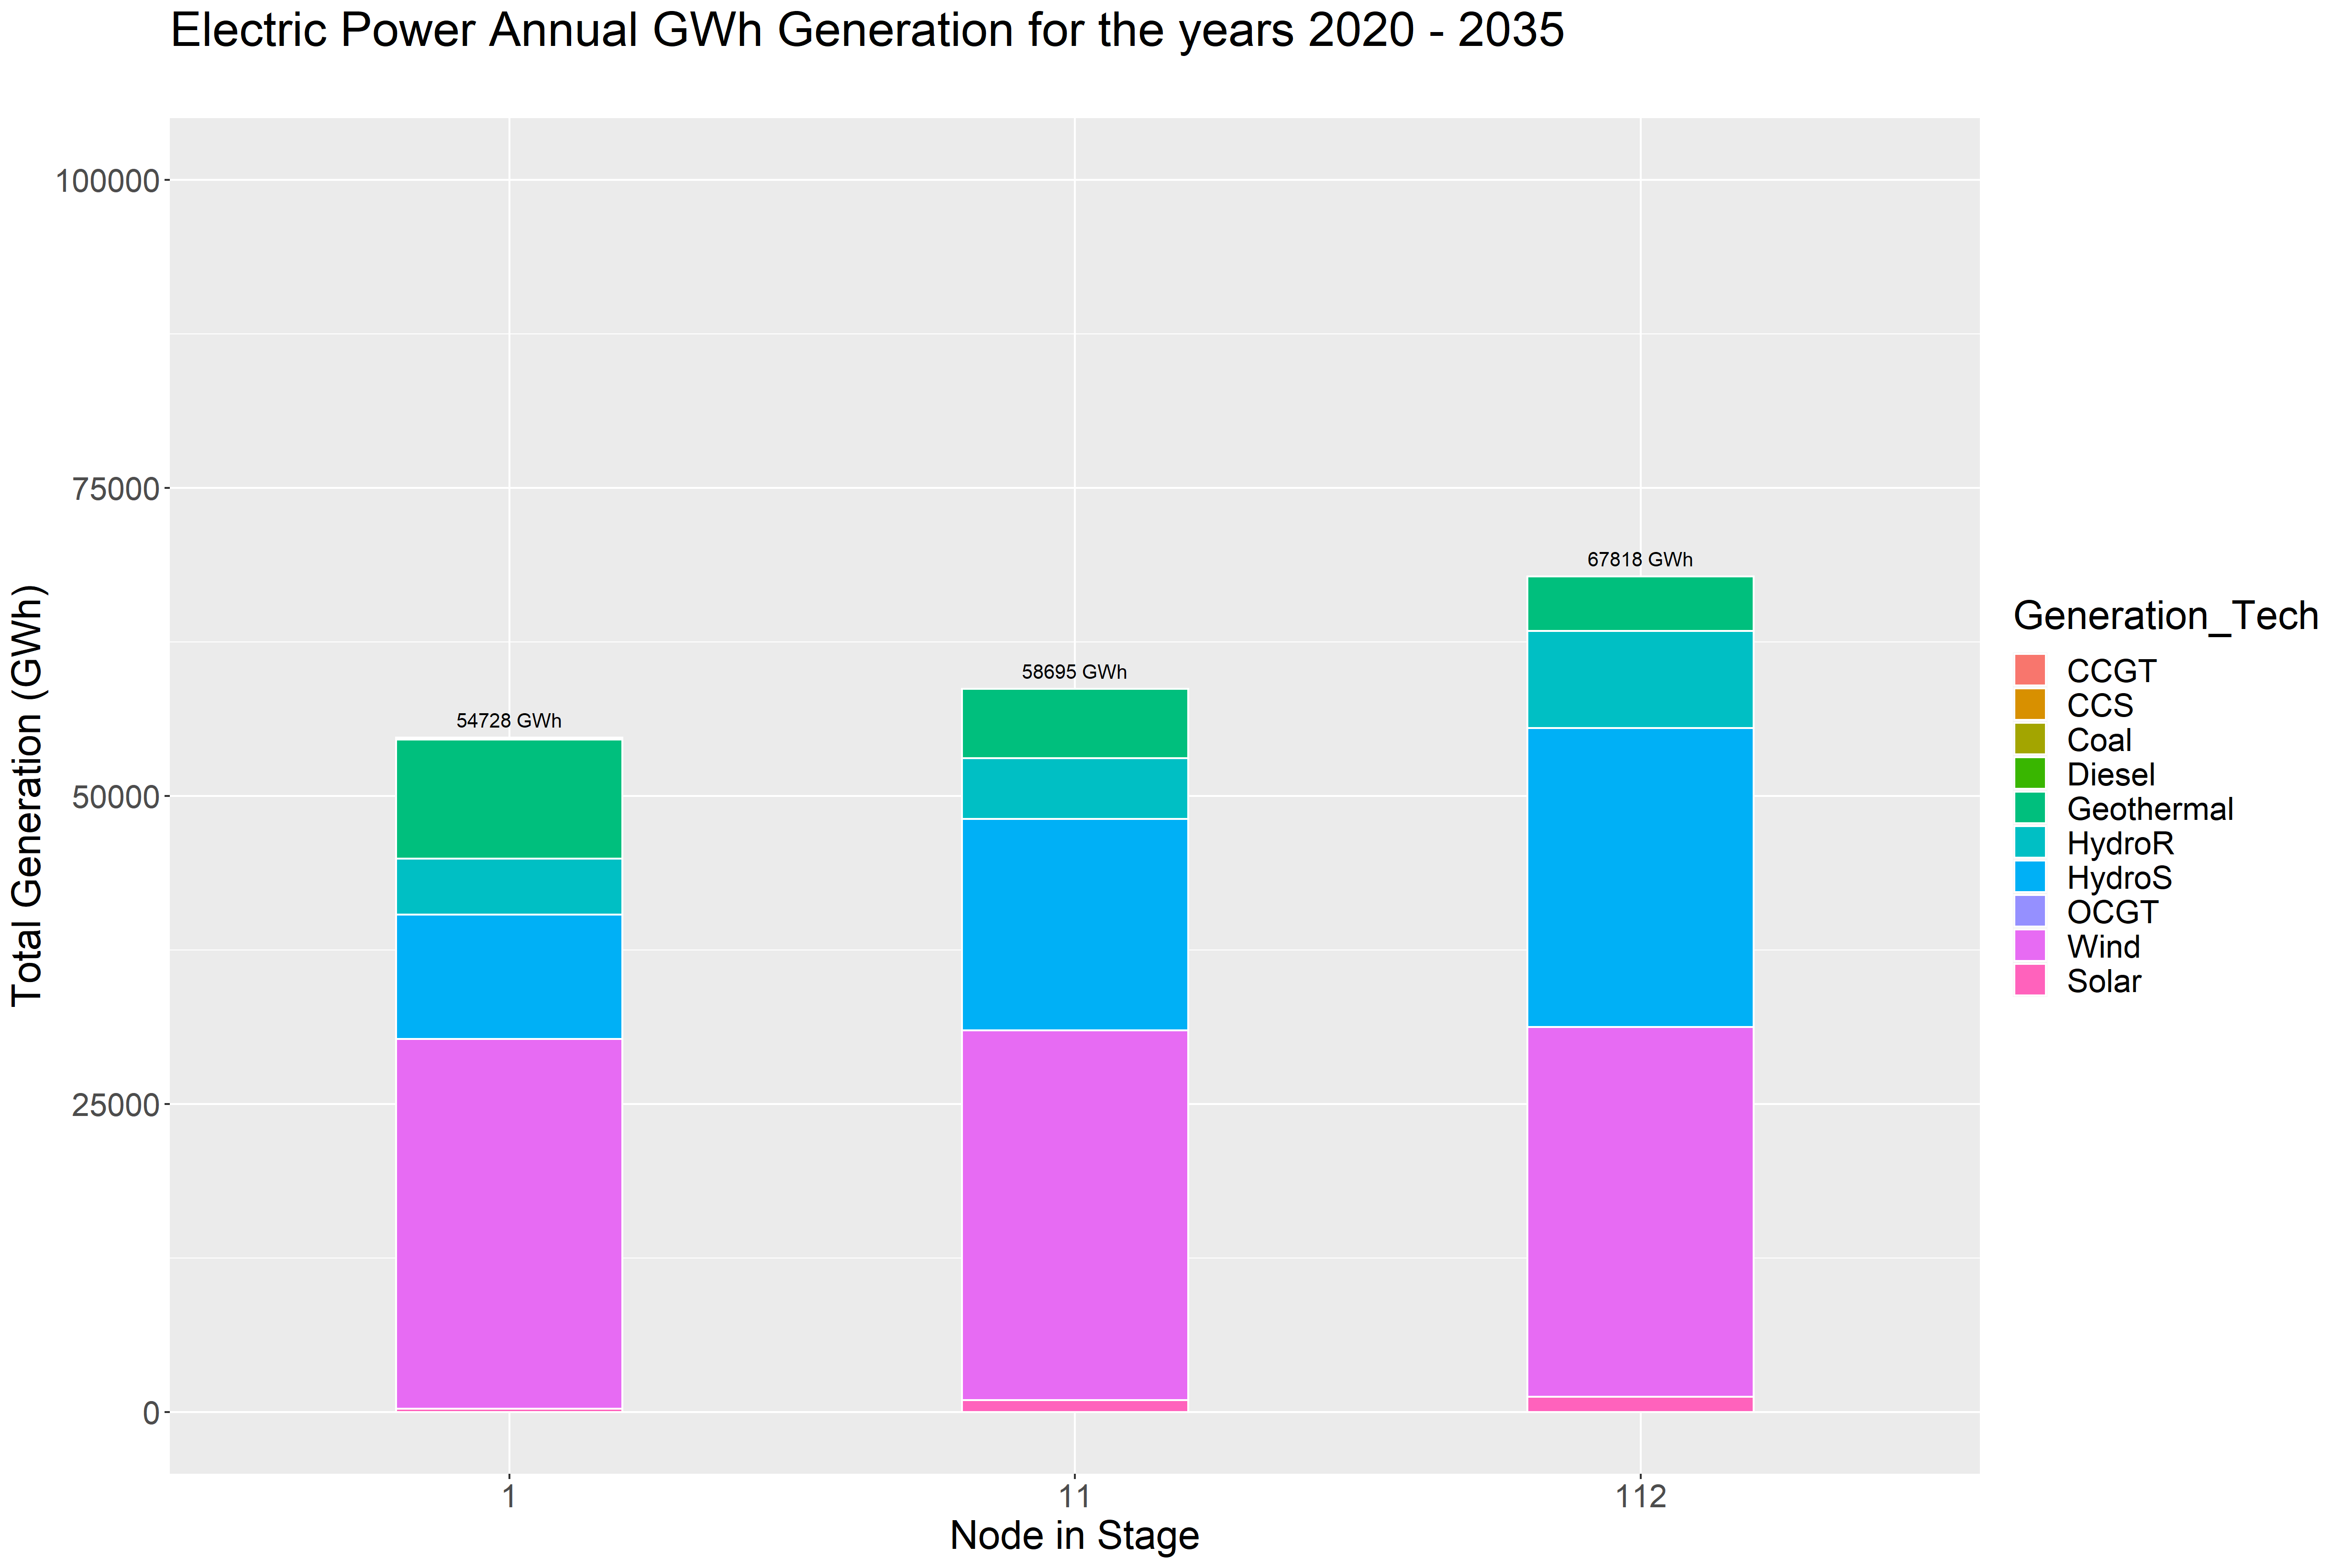 Electric Power Annual GWh Generation for the years 2020 - 2035
Total Generation (GWh)
100000
75000
50000
25000
0
54728 GWh
58695 GWh
67818 GWh
1
11
112
Node in Stage
Generation_Tech
CCGT
CCS
Coal
Diesel
Geothermal
HydroR
HydroS
OCGT
Wind
Solar